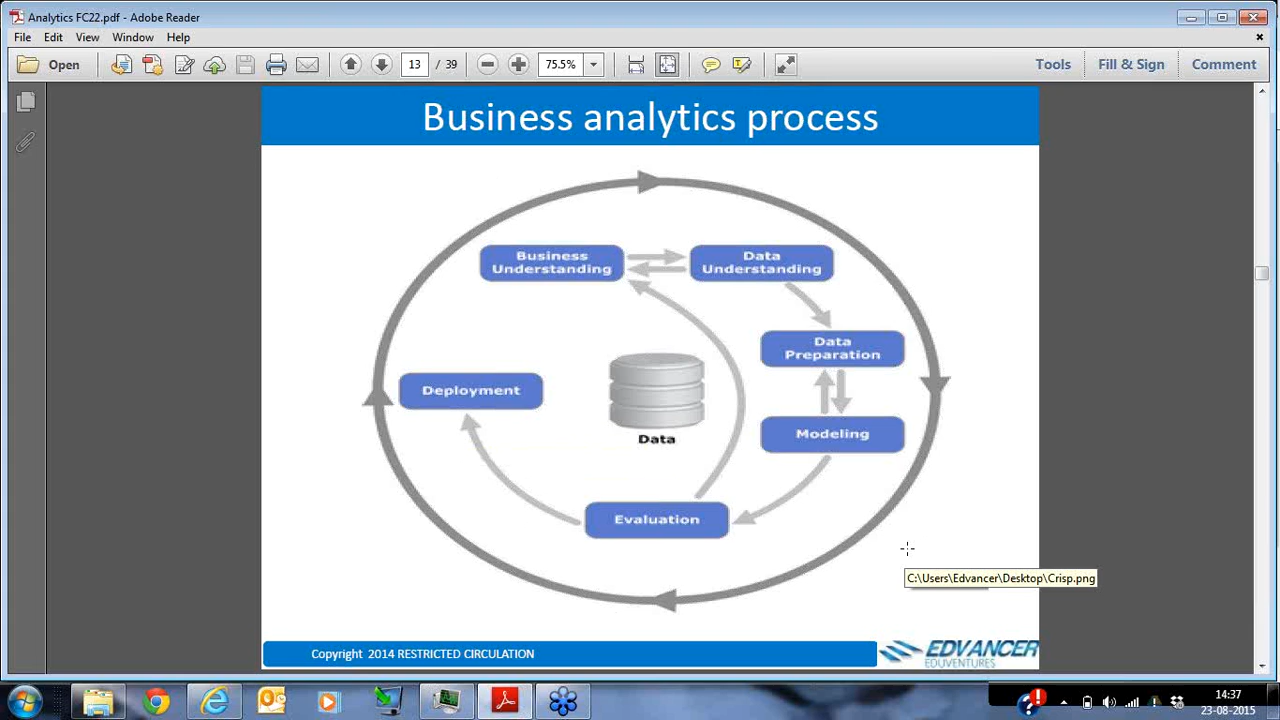 Analytics FC22.pdf - Adobe Reader
File Edit View Window Help
Open 13 / 39 75.5% Tools Fill & Sign Comment
Business analytics process
Business
Understanding
Data
Understanding
Data
Preparation
Modeling
Evaluation
Deployment
Data
C:\Users\Edvancer\Desktop\Crisp.png
Copyright 2014 RESTRICTED CIRCULATION
EDVANCER
EDUVENTURES
14:37
23-08-2015